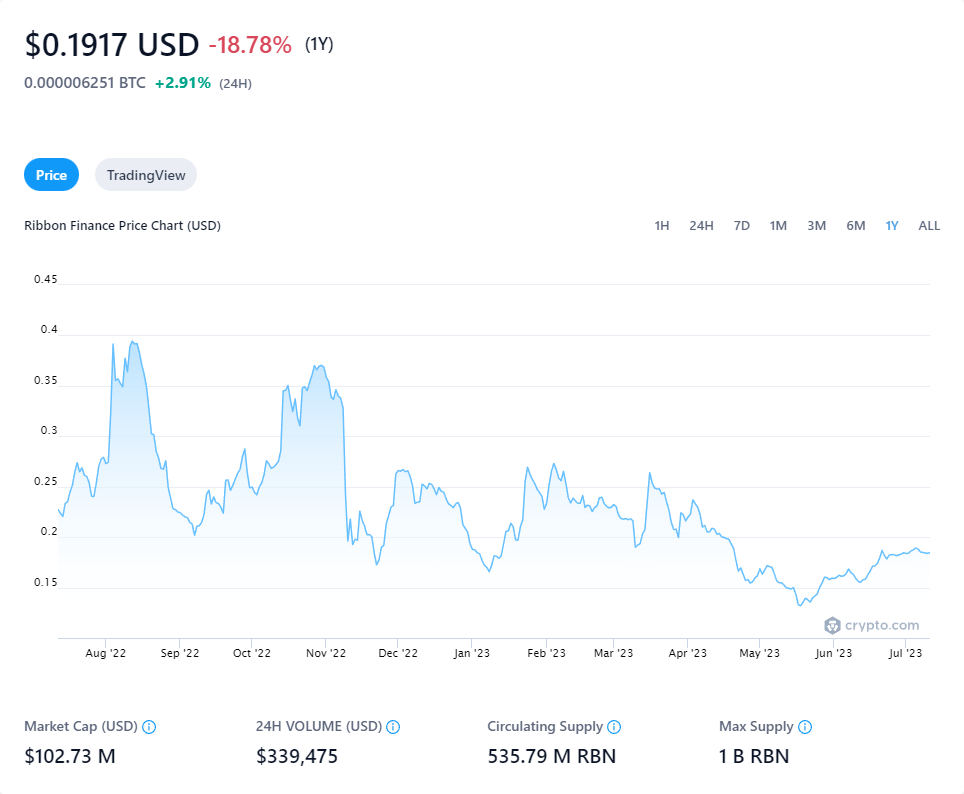 $0.1917 USD -18.78% (1Y)
0.000006251 BTC +2.91% (24H)
Price TradingView
Ribbon Finance Price Chart (USD) 1H 24H 7D 1M 3M 6M 1Y ALL
0.45
0.4
0.35
0.3
0.25
0.2
0.15
crypto.com
Aug '22 Sep '22 Oct '22 Nov '22 Dec '22 Jan '23 Feb '23 Mar '23 Apr '23 May '23 Jun '23 Jul '23
Market Cap (USD) 24H VOLUME (USD) Circulating Supply Max Supply
$102.73 M $339,475 535.79 M RBN 1 B RBN